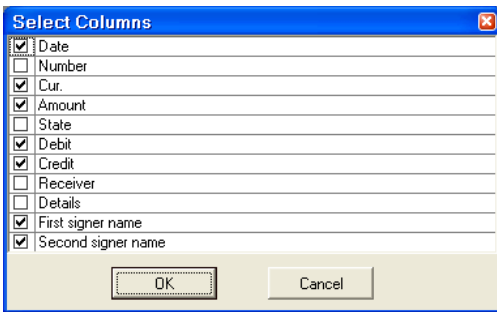 Select Columns
Date
Number
Cur.
Amount
State
Debit
Credit
Receiver
Details
First signer name
Second signer name
OK Cancel